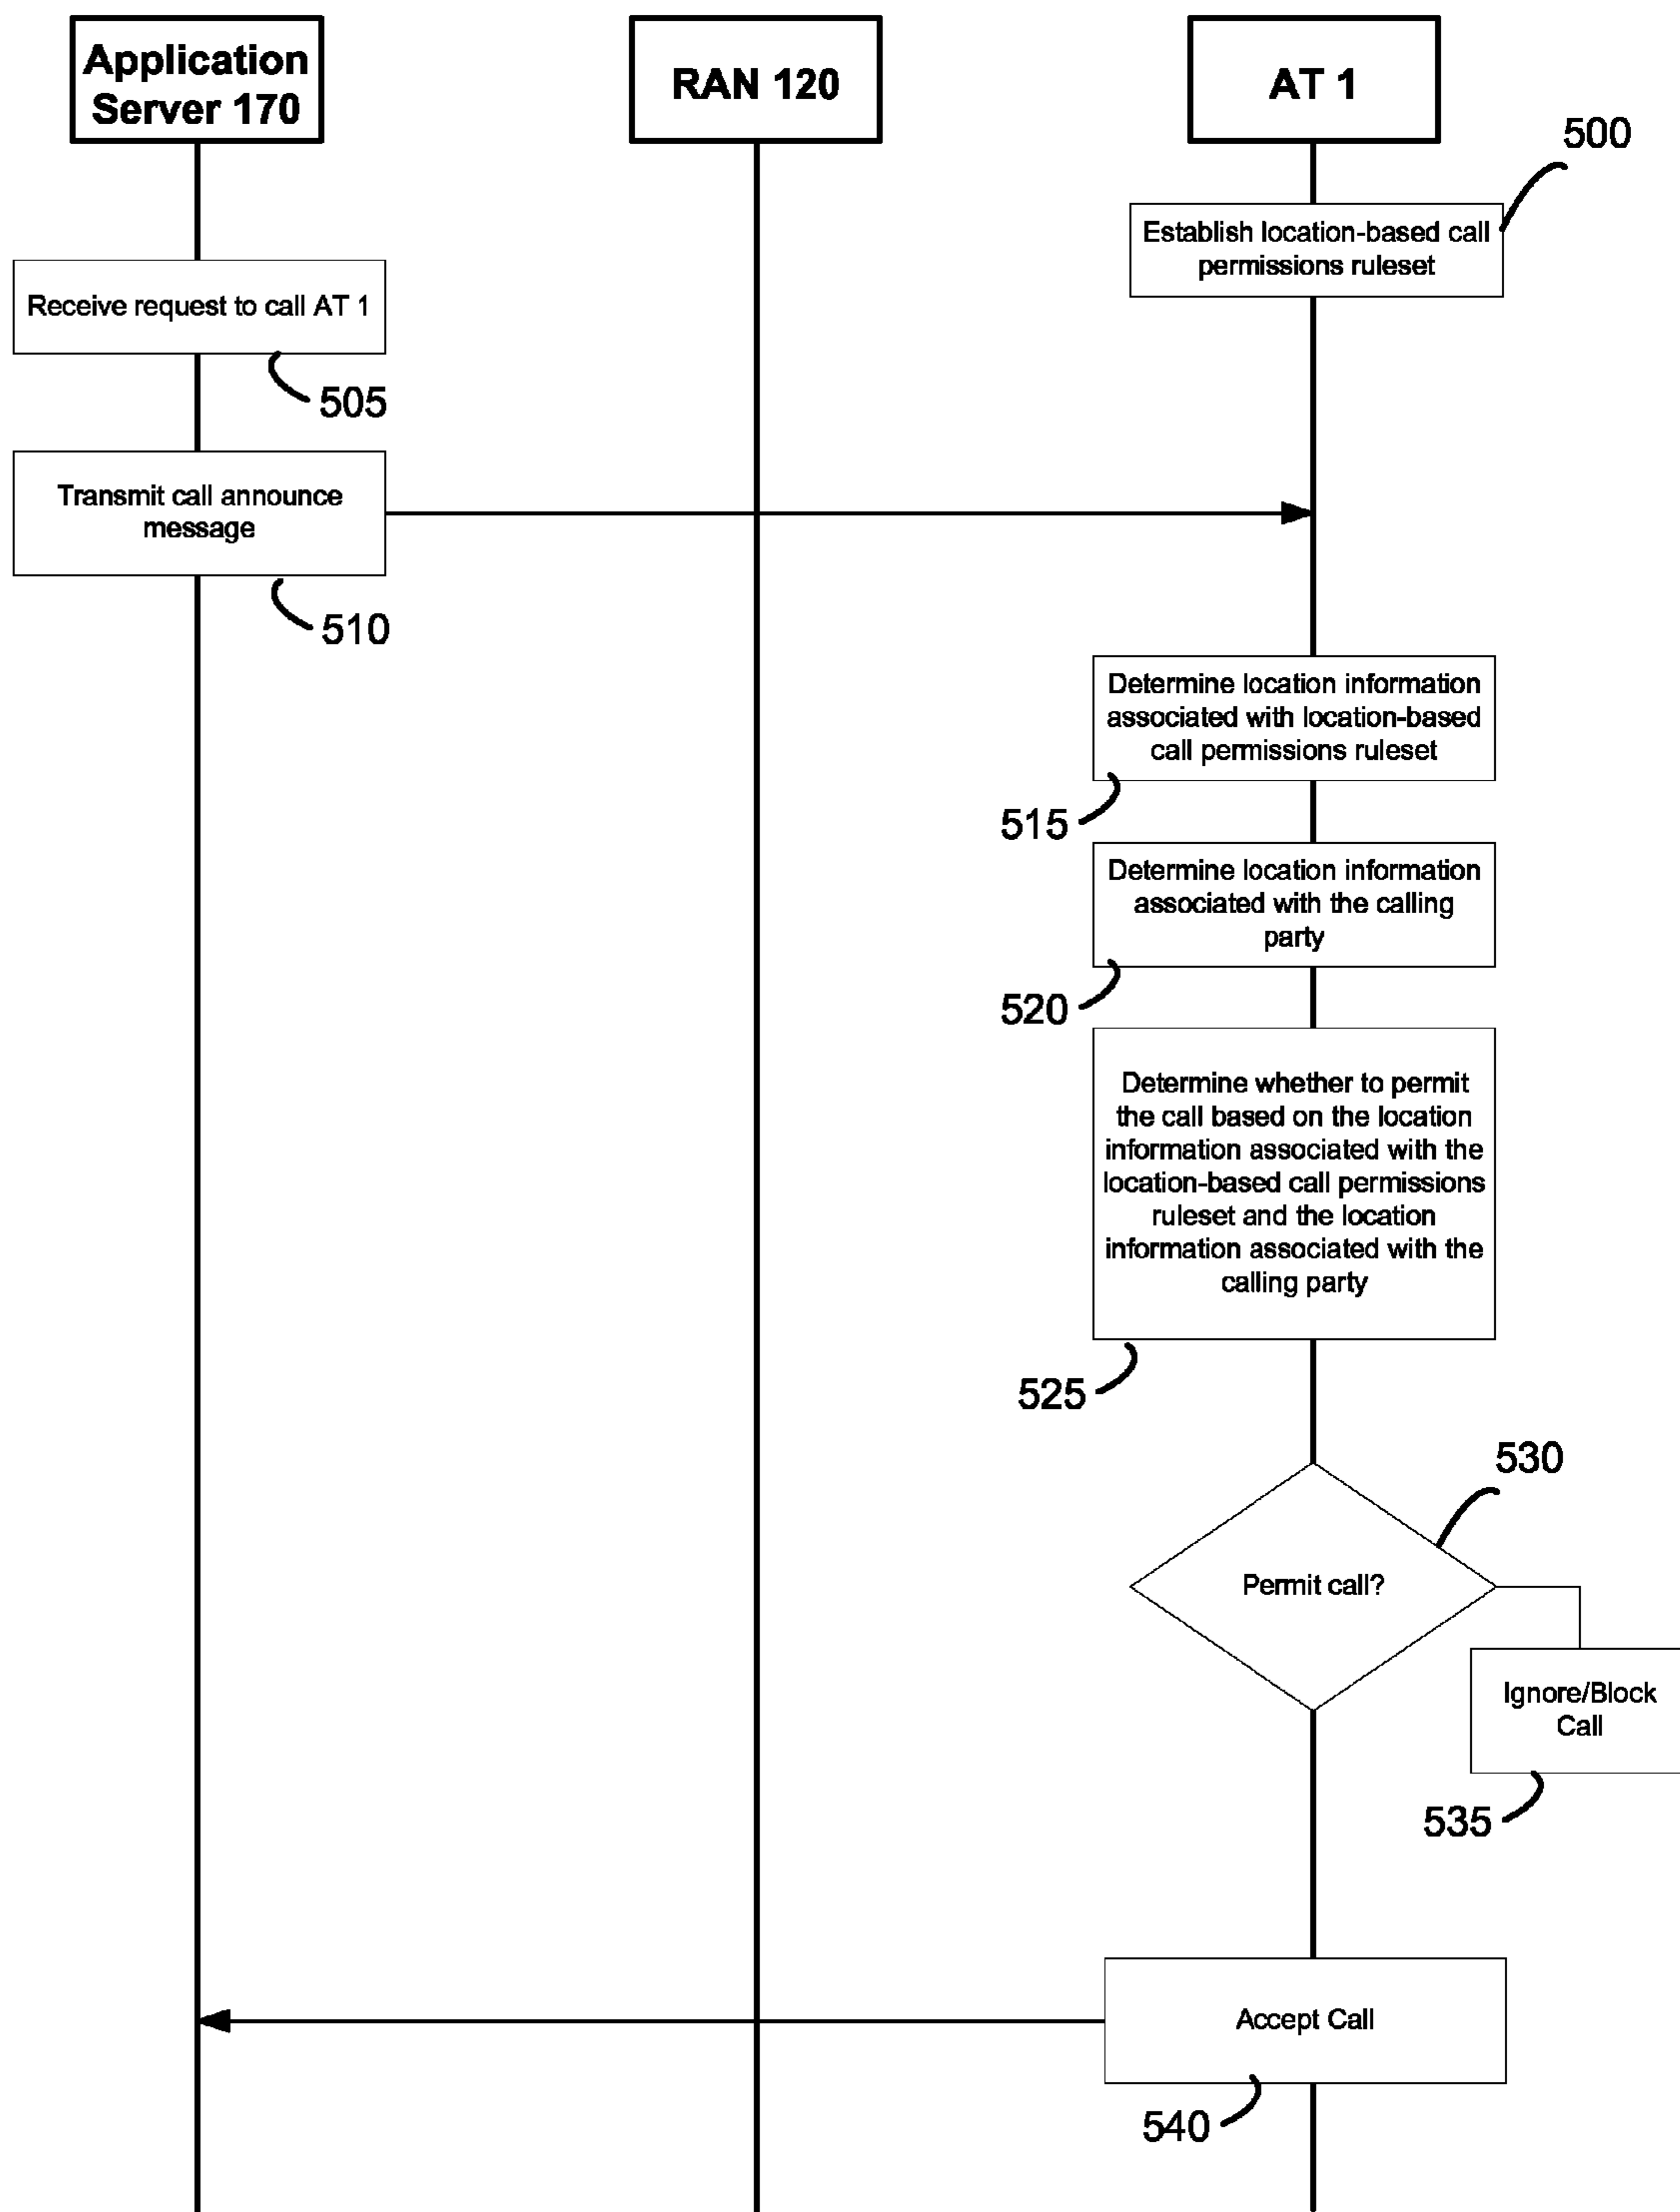 Application
Server 170
RAN 120
AT 1
500
Establish location-based call
permissions ruleset
Receive request to call AT 1
505
Transmit call announce
message
510
Determine location information
associated with location-based
call permissions ruleset
515
Determine location information
associated with the calling
party
520
Determine whether to permit
the call based on the location
information associated with the
location-based call permissions
ruleset and the location
information associated with the
calling party
525
530
Permit call?
Ignore/Block
Call
535
Accept Call
540